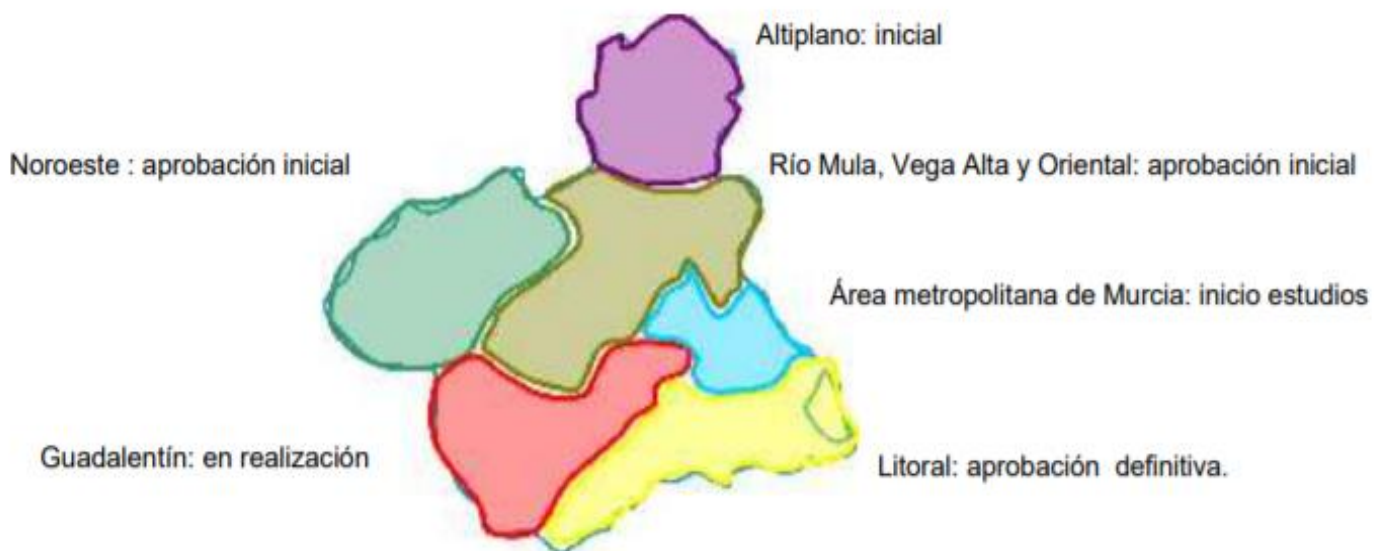 Altiplano: inicial
Noroeste : aprobación inicial
Río Mula, Vega Alta y Oriental: aprobación inicial
Área metropolitana de Murcia: inicio estudios
Guadalentín: en realización
Litoral: aprobación definitiva.